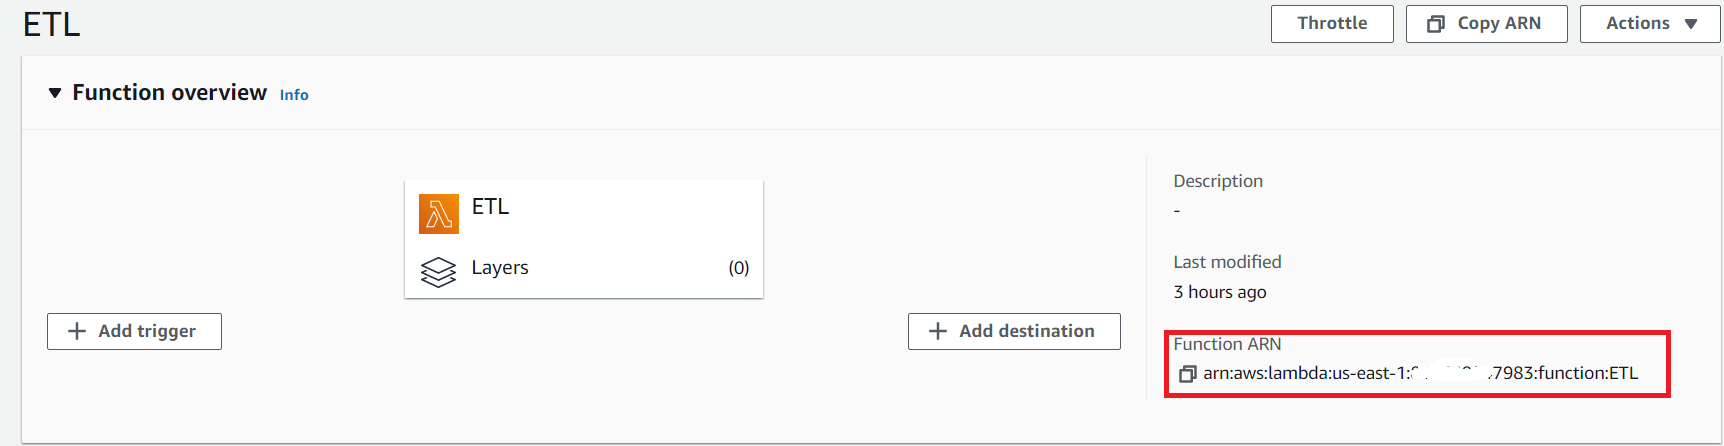 ETL
Throttle
Copy ARN
Actions
Function overview Info
ETL
Layers (0)
Add trigger
Add destination
Description
-
Last modified
3 hours ago
Function ARN
arn:aws:lambda:us-east-1: 7983:function:ETL